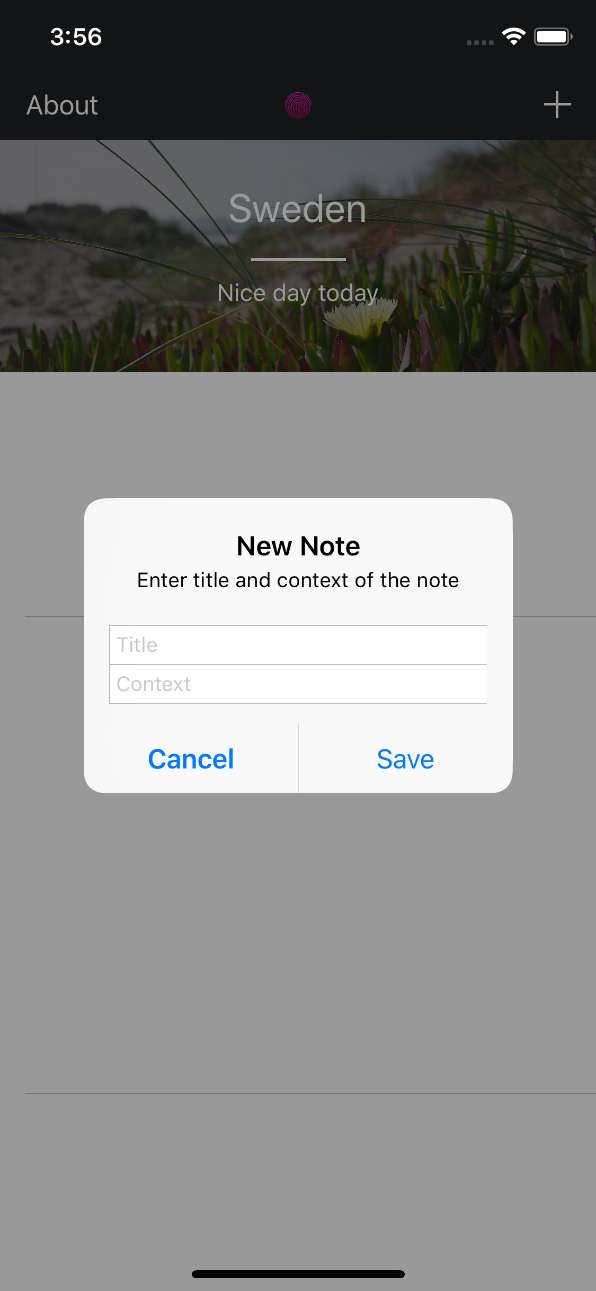 3:56
About
Sweden
Nice day today
New Note
Enter title and context of the note
Title
Context
Cancel
Save